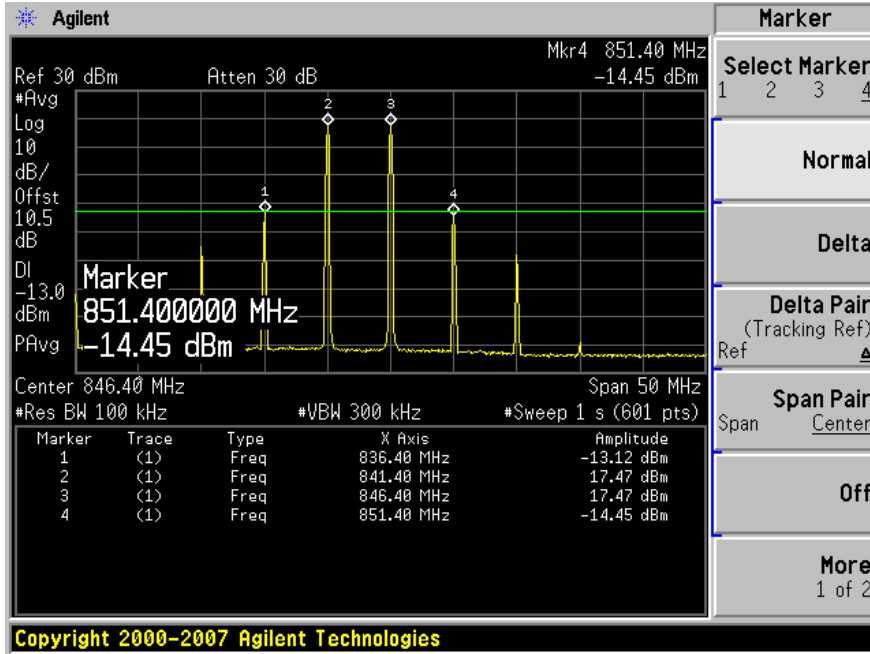 Agilent
Marker
Mkr4 851.40 MHz
Ref 30 dBm Atten 30 dB -14.45 dBm
#Avg
Log
10
dB/
Offst
10.5
dB
DI
-13.0
dBm
PAvg
1
2
3
4
Marker
851.400000 MHz
-14.45 dBm
Center 846.40 MHz Span 50 MHz
#Res BW 100 kHz #VBW 300 kHz #Sweep 1 s (601 pts)
Marker Trace Type X Axis Amplitude
1 (1) Freq 836.40 MHz -13.12 dBm
2 (1) Freq 841.40 MHz 17.47 dBm
3 (1) Freq 846.40 MHz 17.47 dBm
4 (1) Freq 851.40 MHz -14.45 dBm
Select Marker
1 2 3 4
Normal
Delta
Delta Pair
(Tracking Ref)
Ref Δ
Span Pair
Span Center
Off
More
1 of 2
Copyright 2000-2007 Agilent Technologies